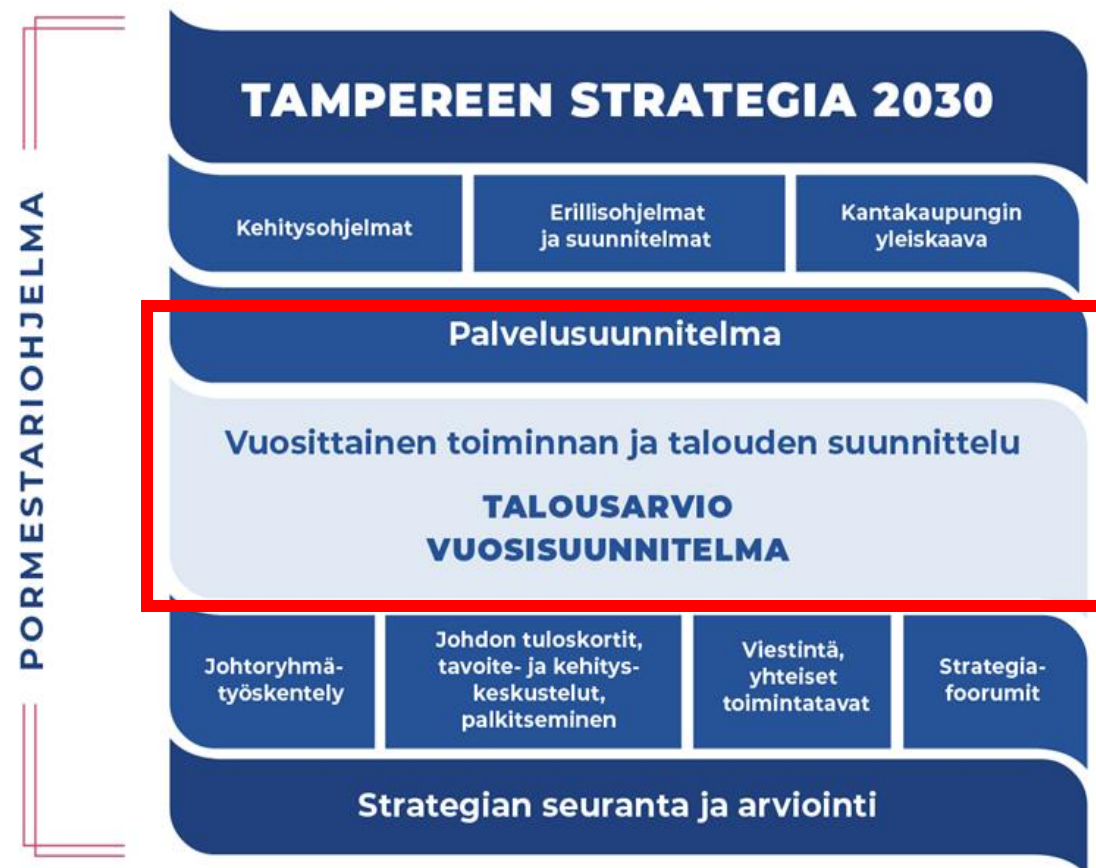 PORMESTARIOHJELMA
TAMPEREEN STRATEGIA 2030
Kehitysohjelmat
Erillisohjelmat
ja suunnitelmat
Kantakaupungin
yleiskaava
Palvelusuunnitelma
Vuosittainen toiminnan ja talouden suunnittelu
TALOUSARVIO
VUOSISUUNNITELMA
Johtoryhmä-
työskentely
Johdon tuloskortit,
tavoite- ja kehitys-
keskustelut,
palkitseminen
Viestintä,
yhteiset
toimintatavat
Strategia-
foorumit
Strategian seuranta ja arviointi